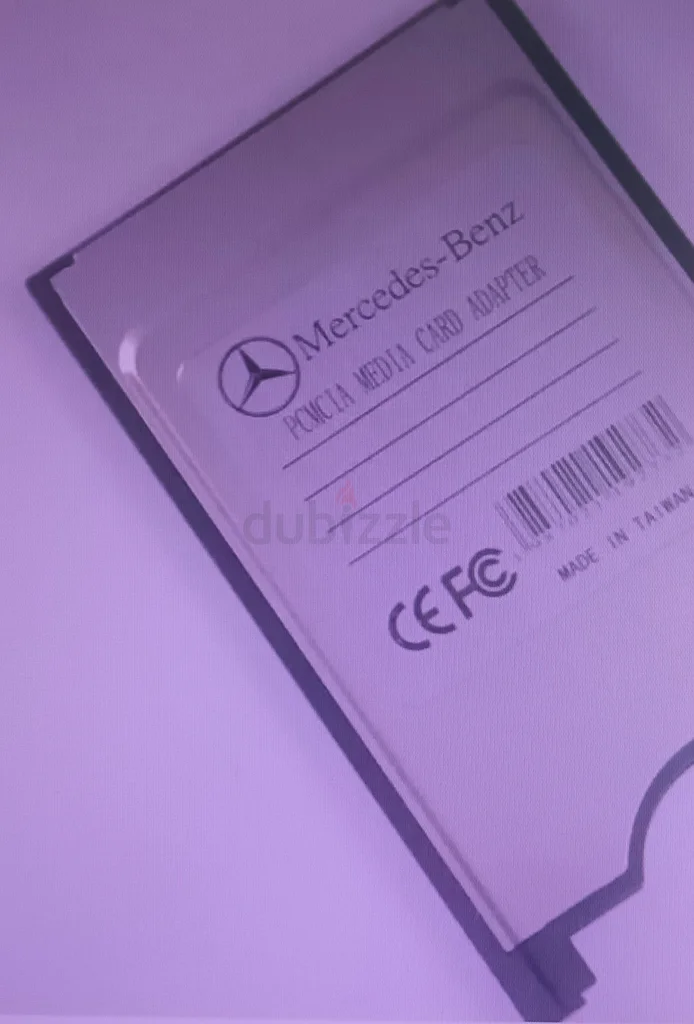 Mercedes-Benz
PCMCIA MEDIA CARD ADAPTER
dubizzle
CE FC
MADE IN TAIWAN